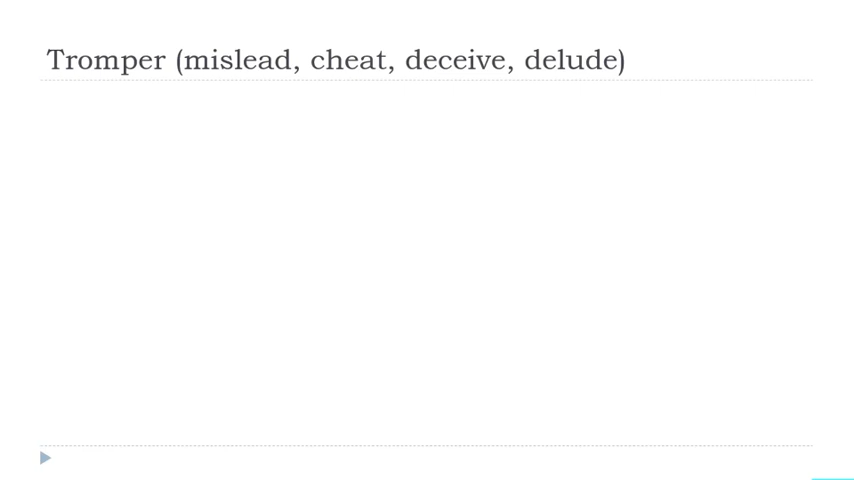 Tromper (mislead, cheat, deceive, delude)